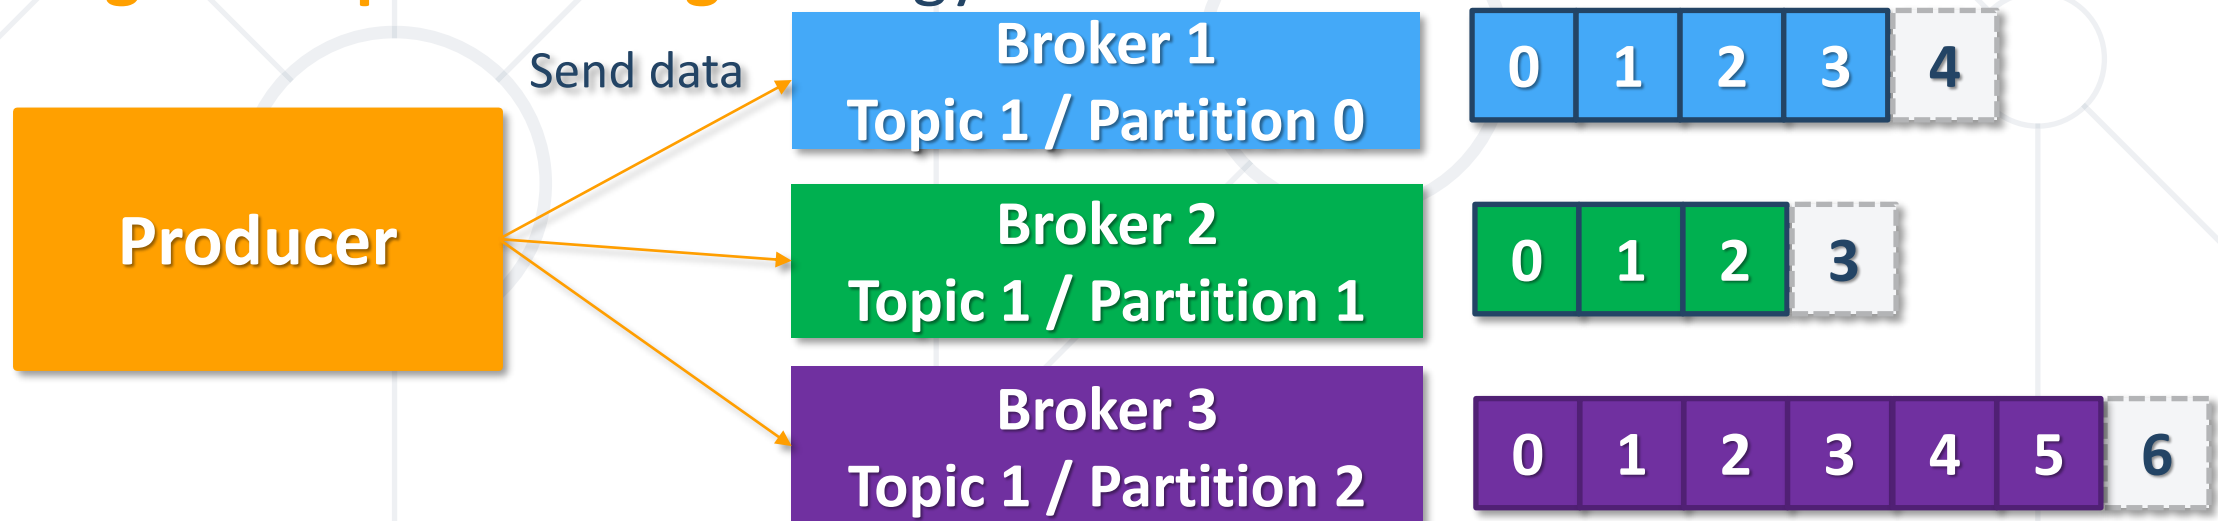 Send data
Producer
Broker 1
Topic 1 / Partition 0
0 1 2 3 4
Broker 2
Topic 1 / Partition 1
0 1 2 3
Broker 3
Topic 1 / Partition 2
0 1 2 3 4 5 6